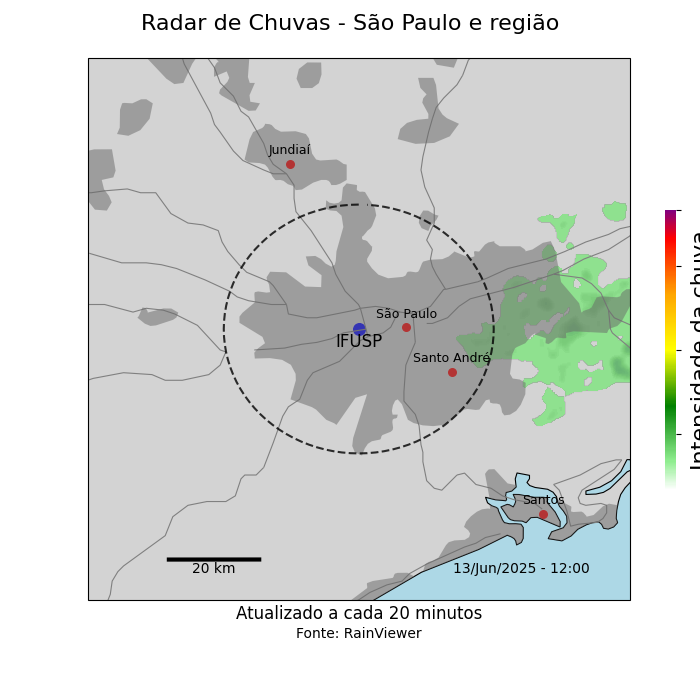 Radar de Chuvas - São Paulo e região
Jundiaí
São Paulo
IFUSP
Santo André
Santos
20 km
13/Jun/2025 - 12:00
Intensidade da chuva
Atualizado a cada 20 minutos
Fonte: RainViewer